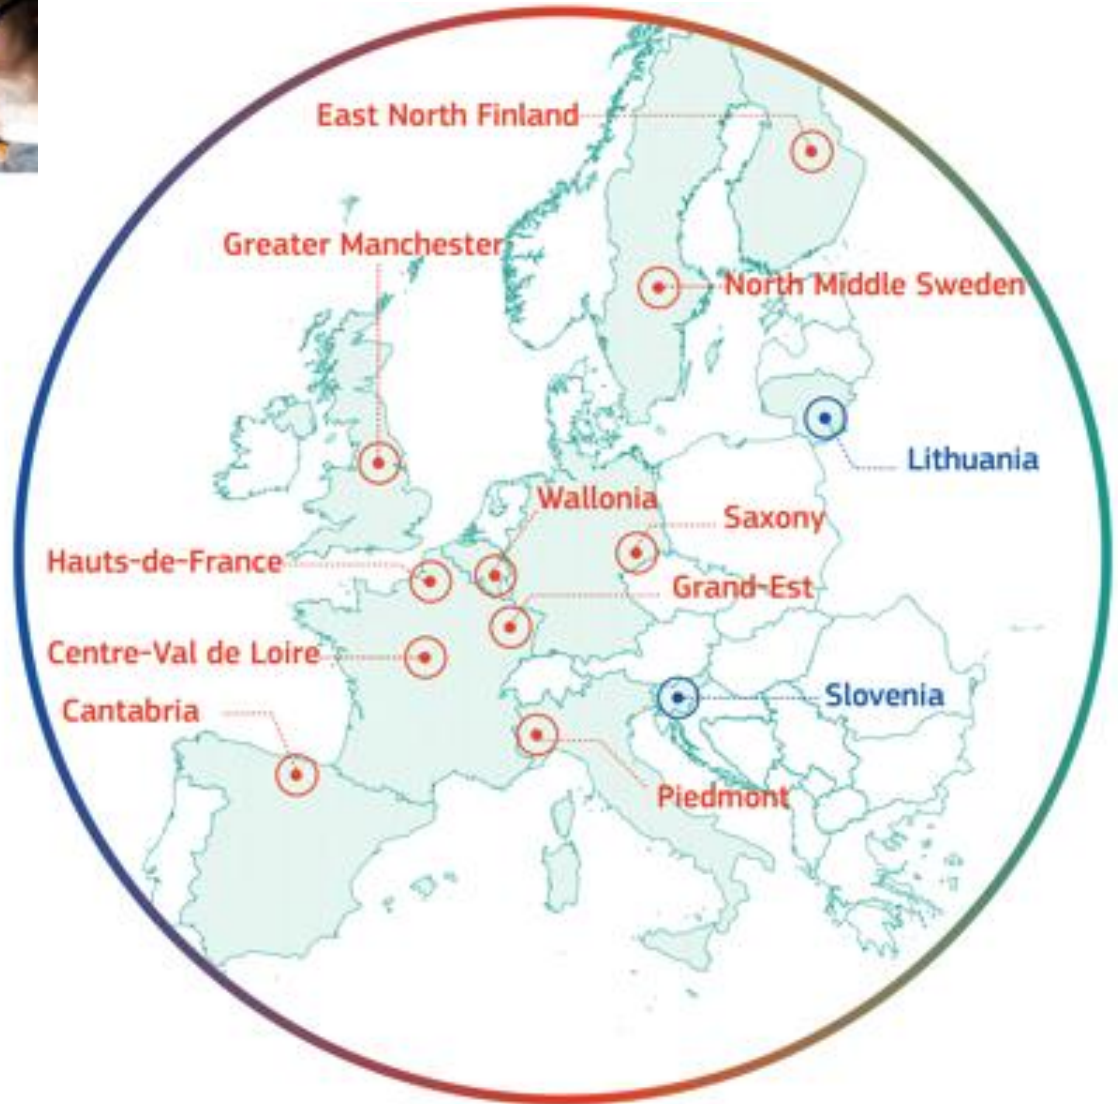 East North Finland
Greater Manchester
North Middle Sweden
Lithuania
Wallonia
Saxony
Hauts-de-France
Grand-Est
Centre-Val de Loire
Slovenia
Cantabria
Piedmont